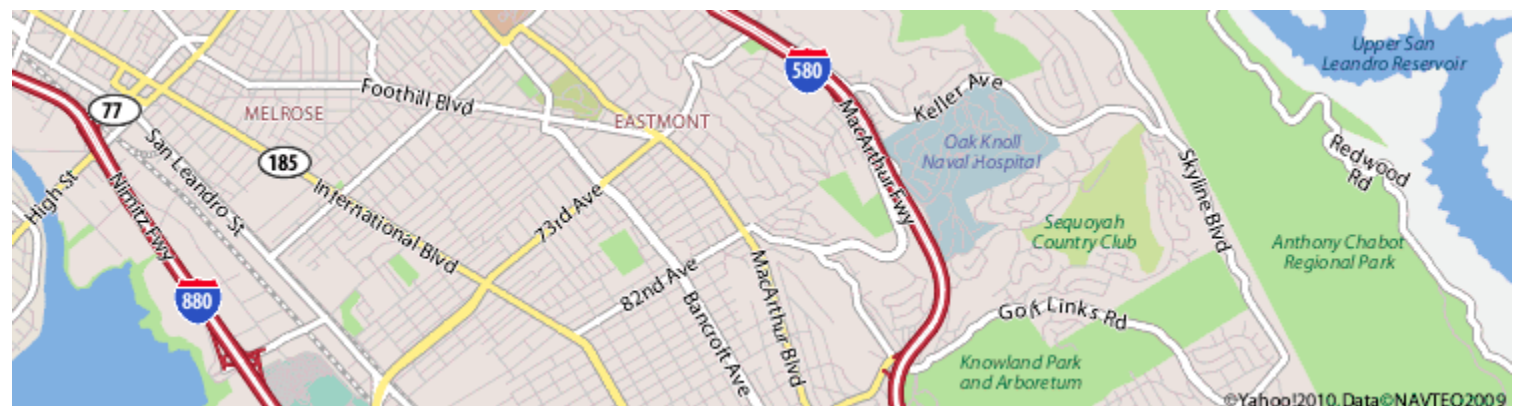 Upper San
Leandro Reservoir
580
Keller Ave
Foothill Blvd
77
MELROSE
EASTMONT
MacArthur Fwy
Oak Knoll
Naval Hospital
San Leandro St
185
Redwood
Rd
High St
Nimitz Fwy
International Blvd
73rd Ave
Skyline Blvd
Sequoyah
Country Club
Anthony Chabot
Regional Park
82nd Ave
MacArthur Blvd
880
Bancroft Ave
Golf Links Rd
Knowland Park
and Arboretum
©Yahoo!2010, Data©NAVTEQ2009